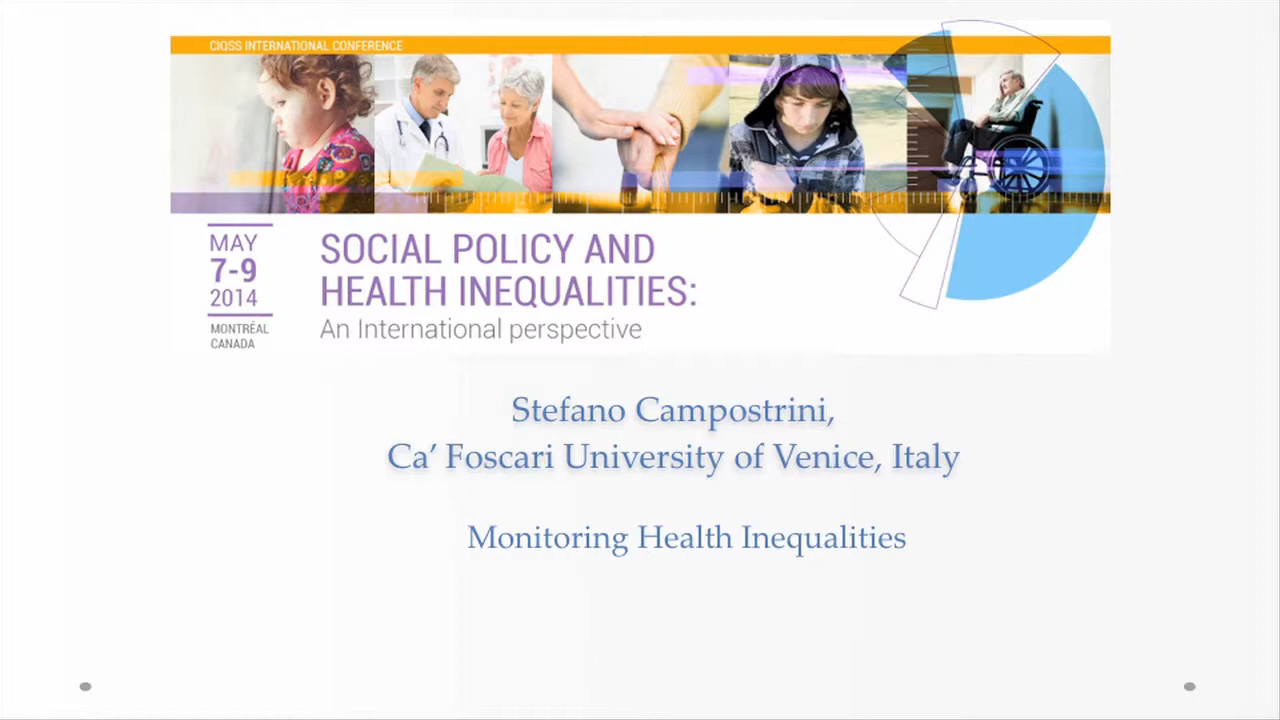 CIQSS INTERNATIONAL CONFERENCE
MAY
7-9
2014
MONTRÉAL
CANADA
SOCIAL POLICY AND
HEALTH INEQUALITIES:
An International perspective
Stefano Campostrini,
Ca’ Foscari University of Venice, Italy
Monitoring Health Inequalities